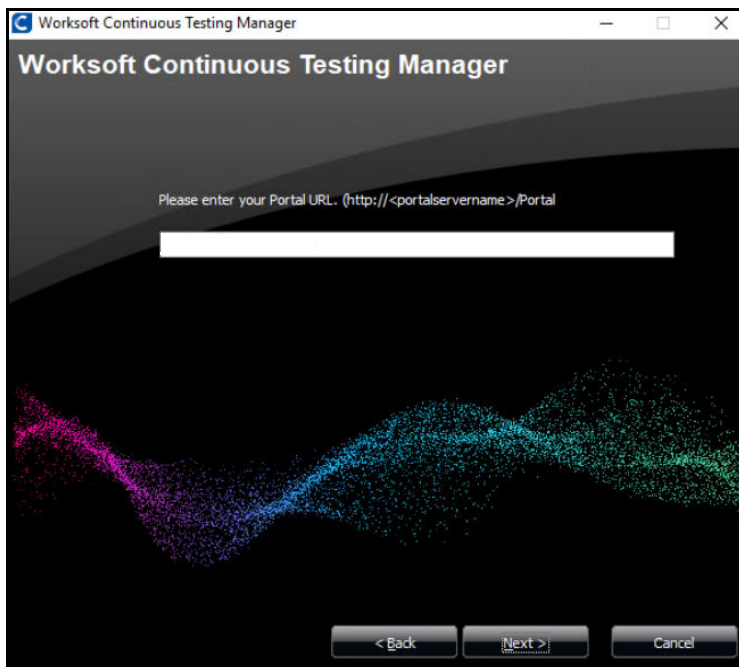 Worksoft Continuous Testing Manager
Worksoft Continuous Testing Manager
Please enter your Portal URL. (http://<portalservername>/Portal
< Back
Next >
Cancel